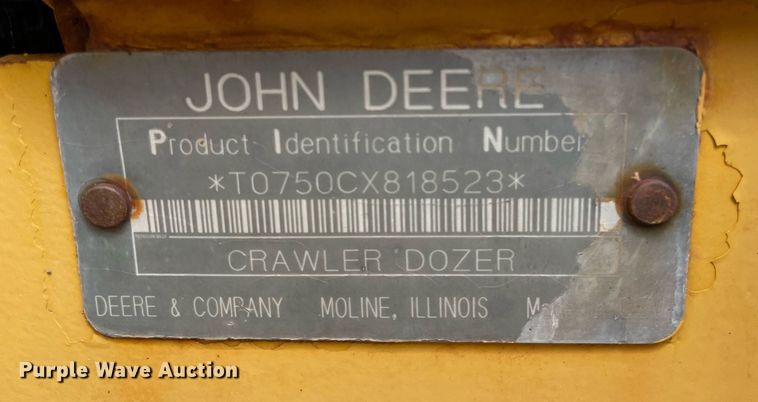 JOHN DEERE
Product Identification Number
*T0750CX818523*
CRAWLER DOZER
DEERE & COMPANY MOLINE, ILLINOIS
Purple Wave Auction